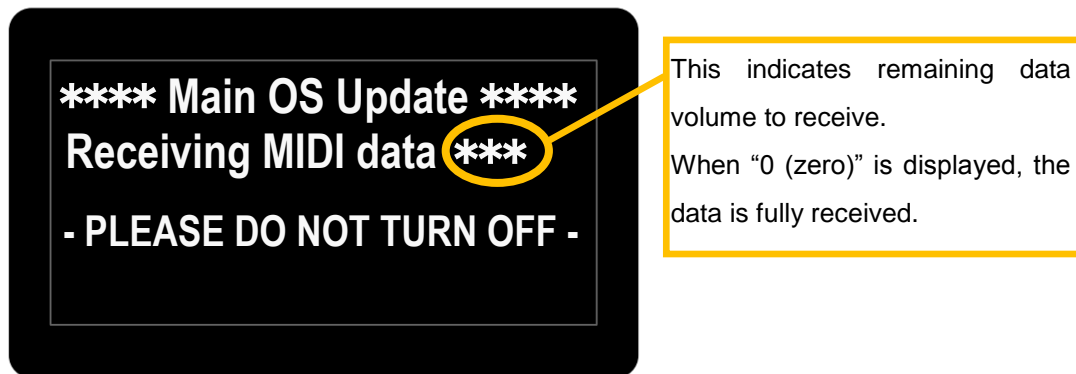 **** Main OS Update ****
Receiving MIDI data ***
- PLEASE DO NOT TURN OFF -
This indicates remaining data
volume to receive.
When “0 (zero)” is displayed, the
data is fully received.